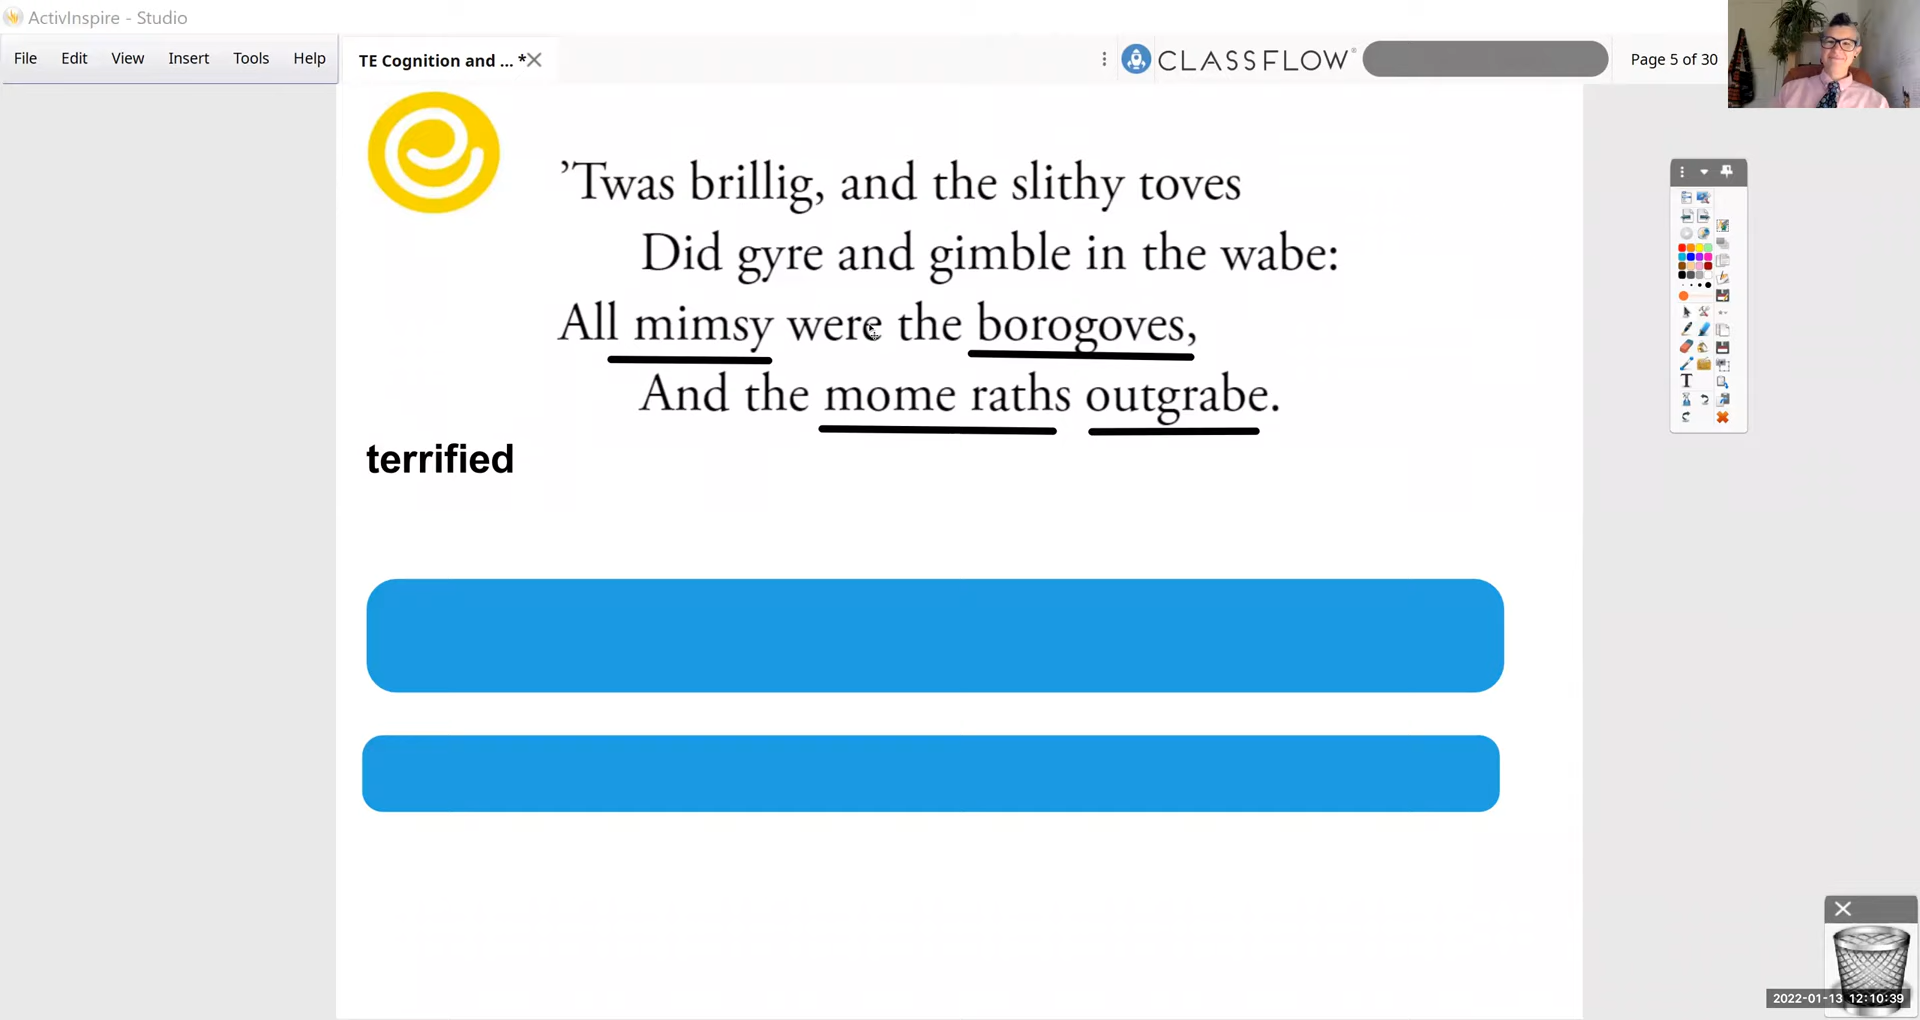 ActivInspire - Studio
File Edit View Insert Tools Help
TE Cognition and ... *
CLASSFLOW
Page 5 of 30
’Twas brillig, and the slithy toves
Did gyre and gimble in the wabe:
All mimsy were the borogoves,
And the mome raths outgrabe.
terrified
T
2022-01-13 12:10:39